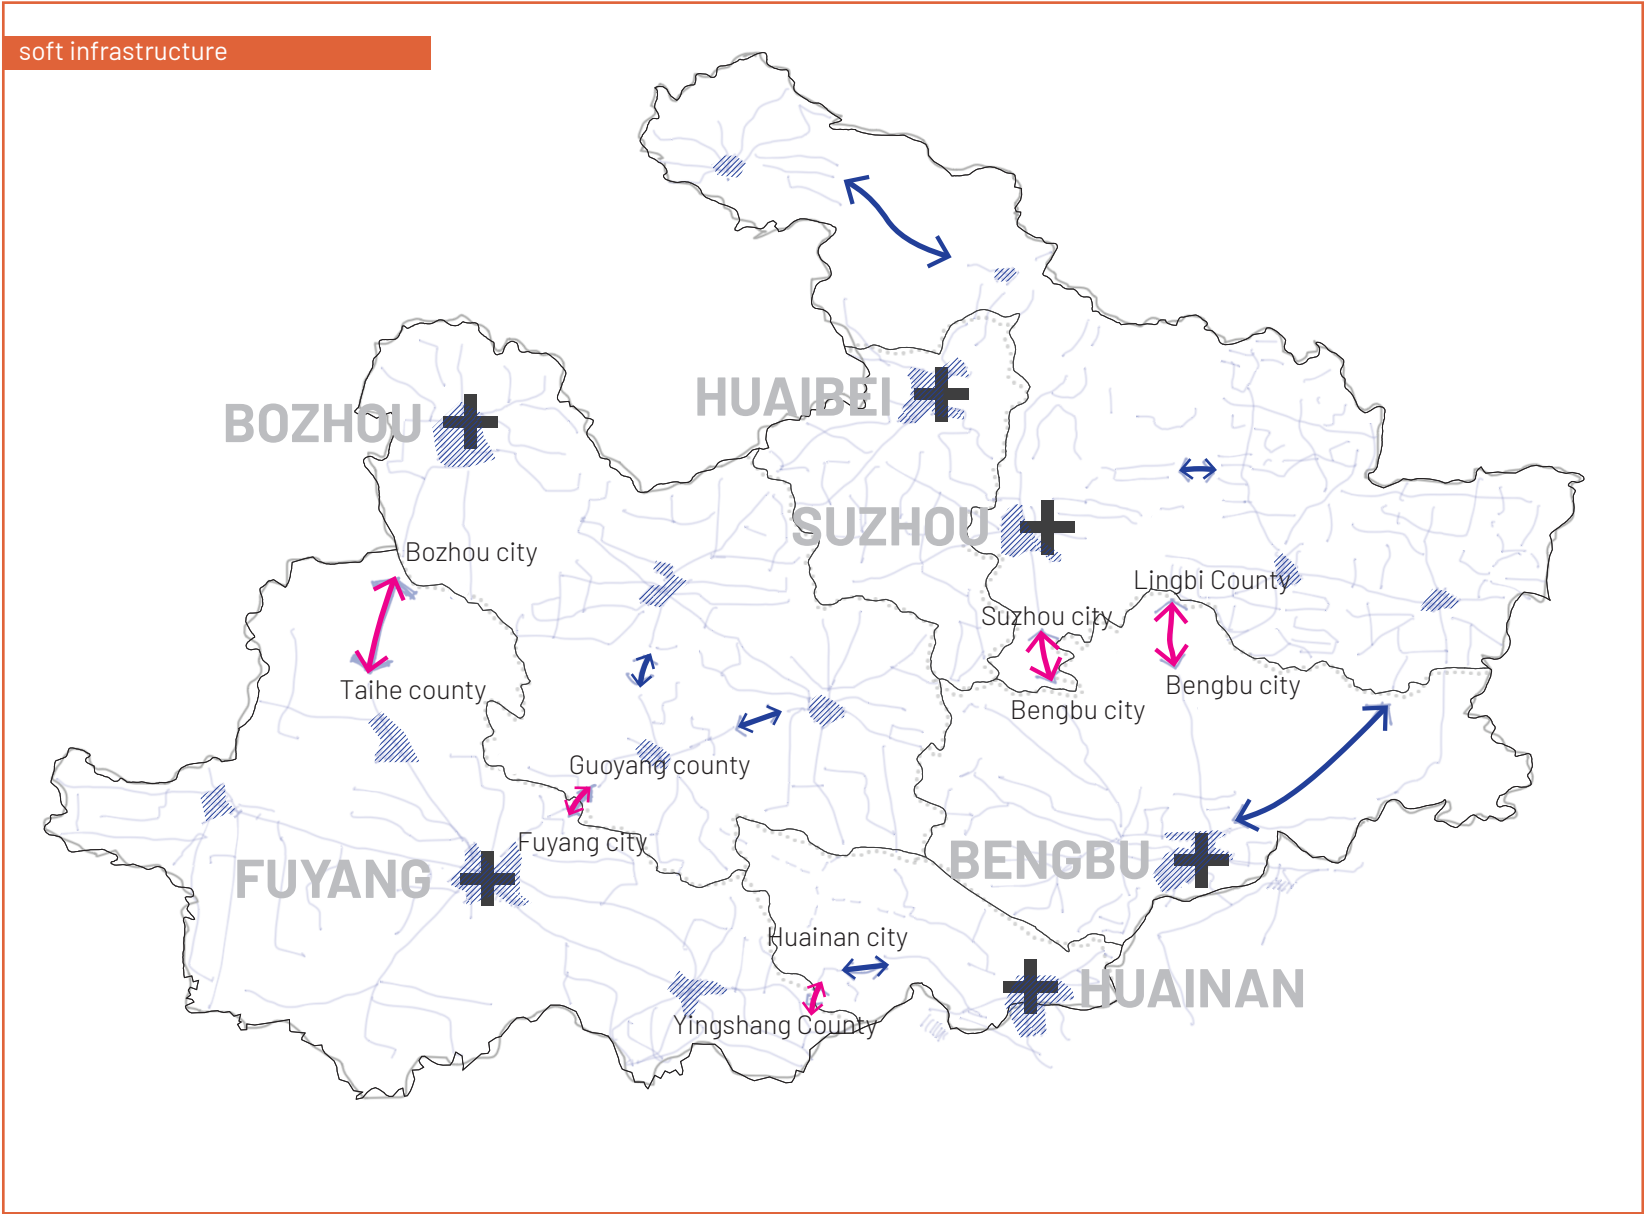 soft infrastructure
HUAIBEI
BOZHOU
SUZHOU
Bozhou city
Lingbi County
Suzhou city
Taihe county
Bengbu city
Bengbu city
Guoyang county
Fuyang city
BENGBU
FUYANG
Huainan city
HUAINAN
Yingshang County